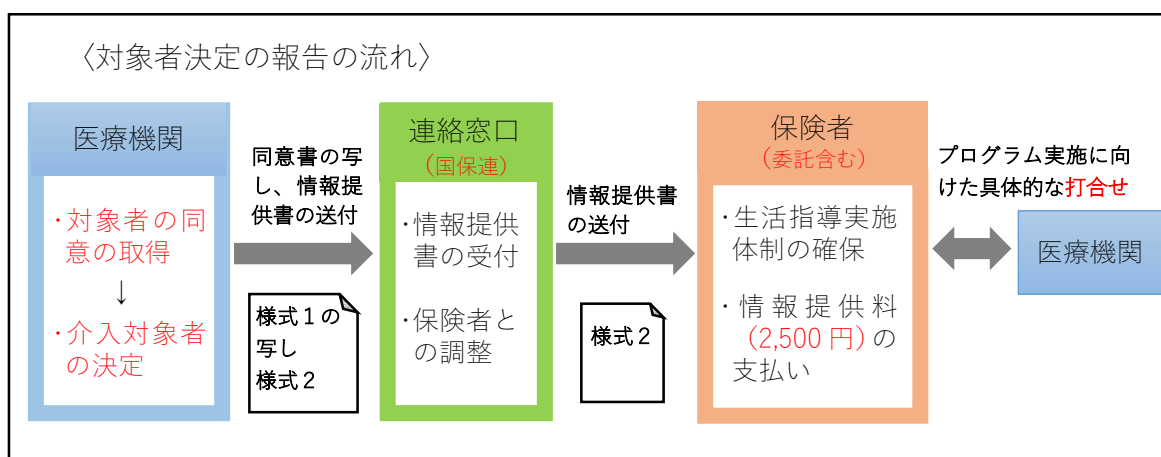 〈対象者決定の報告の流れ〉
医療機関
・対象者の同
意の取得
↓
・介入対象者
の決定
同意書の写
し、情報提
供書の送付
様式1の
写し
様式2
連絡窓口
(国保連)
・情報提供
書の受付
・保険者と
の調整
情報提供書
の送付
様式2
保険者
(委託含む)
・生活指導実施
体制の確保
・情報提供料
(2,500円)の
支払い
プログラム実施に向
けた具体的な打合せ
医療機関